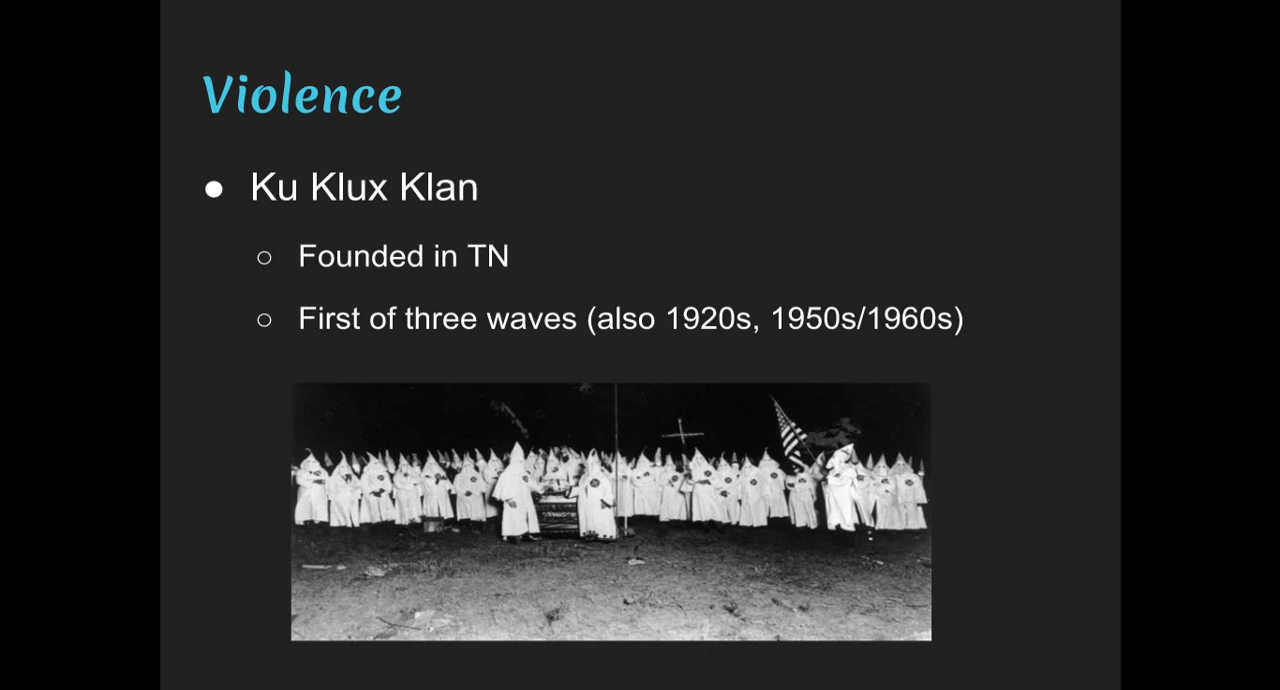 Violence
● Ku Klux Klan
○ Founded in TN
○ First of three waves (also 1920s, 1950s/1960s)